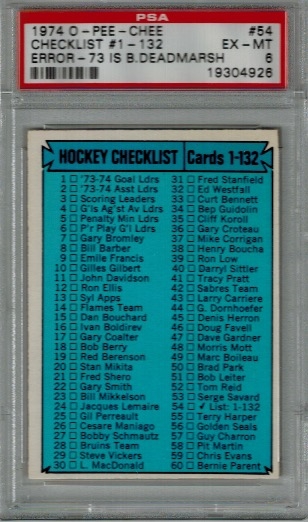 PSA
1974 O-PEE-CHEE #54
CHECKLIST #1-132 EX-MT
ERROR-73 IS B.DEADMARSH 6
19304926
HOCKEY CHECKLIST Cards 1-132
1 □ '73-74 Goal Ldrs
2 □ '73-74 Asst Ldrs
3 □ Scoring Leaders
4 □ G'ls Ag'st Av Ldrs
5 □ Penalty Min Ldrs
6 □ P'r Play G'l Ldrs
7 □ Gary Bromley
8 □ Bill Barber
9 □ Emile Francis
10 □ Gilles Gilbert
11 □ John Davidson
12 □ Ron Ellis
13 □ Syl Apps
14 □ Flames Team
15 □ Dan Bouchard
16 □ Ivan Boldirev
17 □ Gary Coalter
18 □ Bob Berry
19 □ Red Berenson
20 □ Stan Mikita
21 □ Fred Shero
22 □ Gary Smith
23 □ Bill Mikkelson
24 □ Jacques Lemaire
25 □ Gil Perreault
26 □ Cesare Maniago
27 □ Bobby Schmautz
28 □ Bruins Team
29 □ Steve Vickers
30 □ L. MacDonald
31 □ Fred Stanfield
32 □ Ed Westfall
33 □ Curt Bennett
34 □ Bep Guidolin
35 □ Cliff Koroll
36 □ Gary Croteau
37 □ Mike Corrigan
38 □ Henry Boucha
39 □ Ron Low
40 □ Darryl Sittler
41 □ Tracy Pratt
42 □ Sabres Team
43 □ Larry Carriere
44 □ G. Dornhoefer
45 □ Denis Herron
46 □ Doug Favell
47 □ Dave Gardner
48 □ Morris Mott
49 □ Marc Boileau
50 □ Brad Park
51 □ Bob Leiter
52 □ Tom Reid
53 □ Serge Savard
54 ✓ List: 1-132
55 □ Terry Harper
56 □ Golden Seals
57 □ Guy Charron
58 □ Pit Martin
59 □ Chris Evans
60 □ Bernie Parent